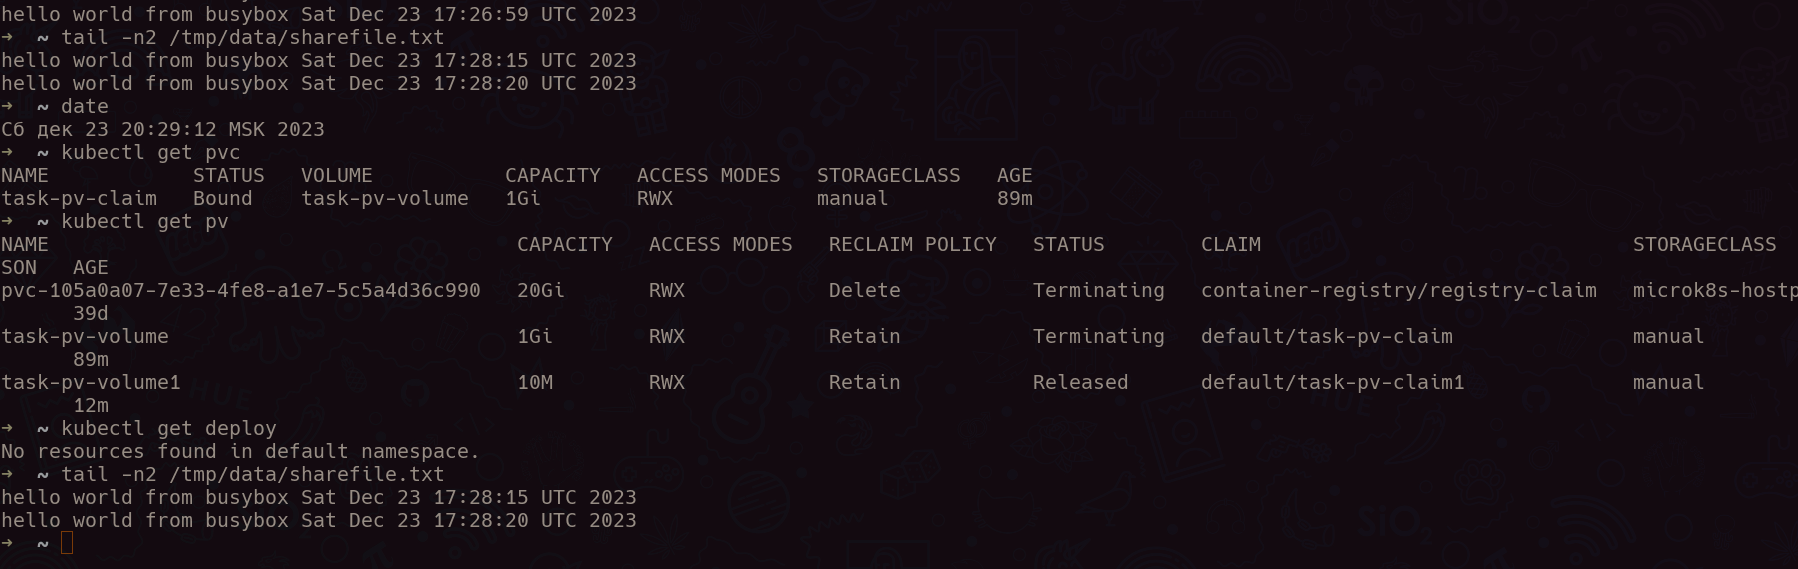 hello world from busybox Sat Dec 23 17:26:59 UTC 2023
→  ~ tail -n2 /tmp/data/sharefile.txt
hello world from busybox Sat Dec 23 17:28:15 UTC 2023
hello world from busybox Sat Dec 23 17:28:20 UTC 2023
→  ~ date
Сб дек 23 20:29:12 MSK 2023
→  ~ kubectl get pvc
NAME            STATUS   VOLUME           CAPACITY   ACCESS MODES   STORAGECLASS   AGE
task-pv-claim   Bound    task-pv-volume   1Gi        RWX            manual         89m
→  ~ kubectl get pv
NAME                                       CAPACITY   ACCESS MODES   RECLAIM POLICY   STATUS        CLAIM                               STORAGECLASS
SON   AGE
pvc-105a0a07-7e33-4fe8-a1e7-5c5a4d36c990   20Gi       RWX            Delete           Terminating   container-registry/registry-claim   microk8s-hostp
      39d
task-pv-volume                             1Gi        RWX            Retain           Terminating   default/task-pv-claim               manual
      89m
task-pv-volume1                            10M        RWX            Retain           Released      default/task-pv-claim1              manual
      12m
→  ~ kubectl get deploy
No resources found in default namespace.
→  ~ tail -n2 /tmp/data/sharefile.txt
hello world from busybox Sat Dec 23 17:28:15 UTC 2023
hello world from busybox Sat Dec 23 17:28:20 UTC 2023
→  ~